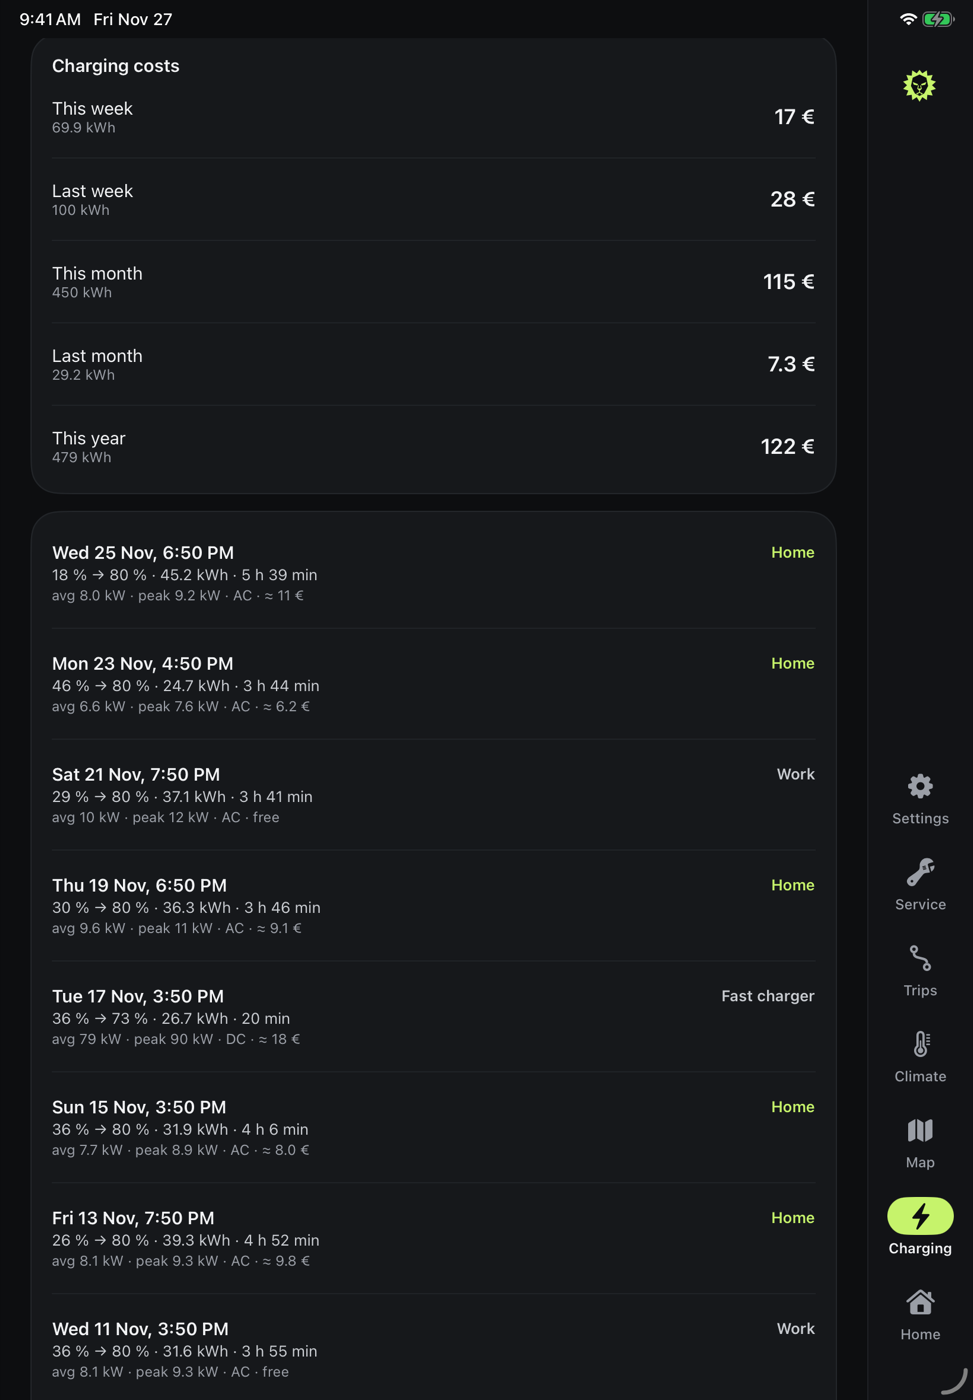 9:41 AM Fri Nov 27
Charging costs
This week
69.9 kWh
17 €
Last week
100 kWh
28 €
This month
450 kWh
115 €
Last month
29.2 kWh
7.3 €
This year
479 kWh
122 €
Wed 25 Nov, 6:50 PM
Home
18 % → 80 % · 45.2 kWh · 5 h 39 min
avg 8.0 kW · peak 9.2 kW · AC · ≈ 11 €
Mon 23 Nov, 4:50 PM
Home
46 % → 80 % · 24.7 kWh · 3 h 44 min
avg 6.6 kW · peak 7.6 kW · AC · ≈ 6.2 €
Sat 21 Nov, 7:50 PM
Work
29 % → 80 % · 37.1 kWh · 3 h 41 min
avg 10 kW · peak 12 kW · AC · free
Thu 19 Nov, 6:50 PM
Home
30 % → 80 % · 36.3 kWh · 3 h 46 min
avg 9.6 kW · peak 11 kW · AC · ≈ 9.1 €
Tue 17 Nov, 3:50 PM
Fast charger
36 % → 73 % · 26.7 kWh · 20 min
avg 79 kW · peak 90 kW · DC · ≈ 18 €
Sun 15 Nov, 3:50 PM
Home
36 % → 80 % · 31.9 kWh · 4 h 6 min
avg 7.7 kW · peak 8.9 kW · AC · ≈ 8.0 €
Fri 13 Nov, 7:50 PM
Home
26 % → 80 % · 39.3 kWh · 4 h 52 min
avg 8.1 kW · peak 9.3 kW · AC · ≈ 9.8 €
Wed 11 Nov, 3:50 PM
Work
36 % → 80 % · 31.6 kWh · 3 h 55 min
avg 8.1 kW · peak 9.3 kW · AC · free
Settings
Service
Trips
Climate
Map
Charging
Home